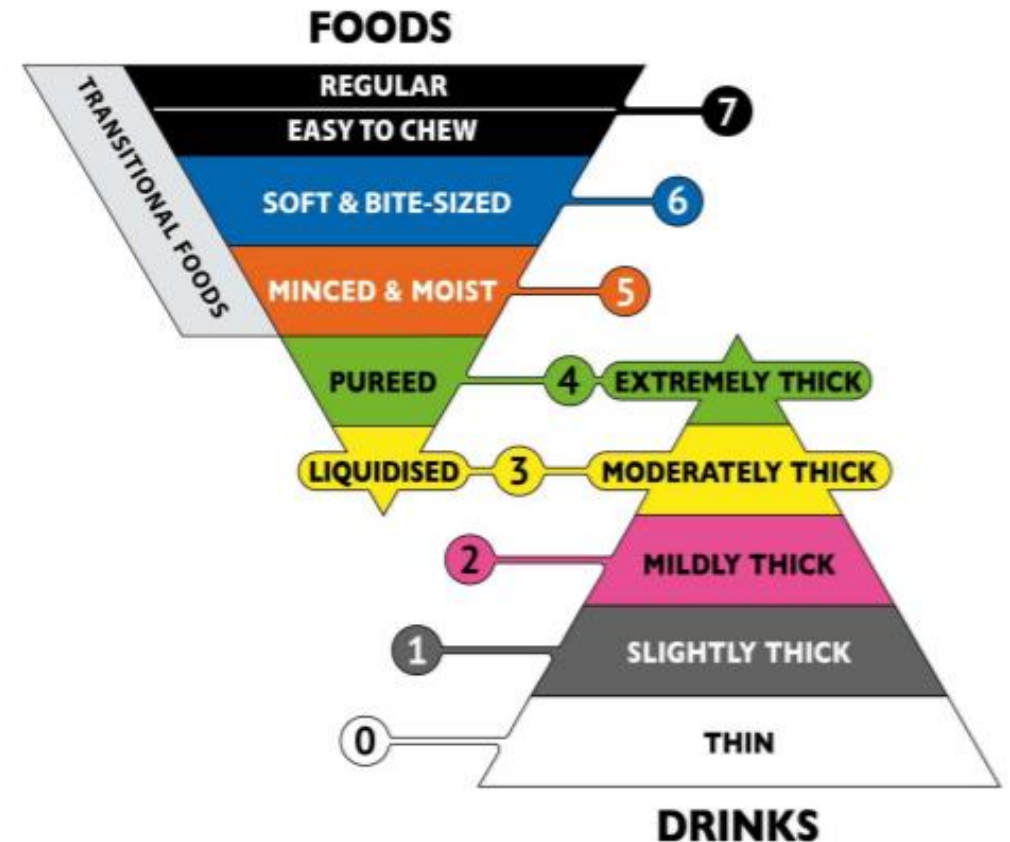 FOODS
TRANSITIONAL FOODS
REGULAR
7
EASY TO CHEW
SOFT & BITE-SIZED
6
MINCED & MOIST
5
PUREED
4
EXTREMELY THICK
LIQUIDISED
3
MODERATELY THICK
2
MILDLY THICK
1
SLIGHTLY THICK
0
THIN
DRINKS